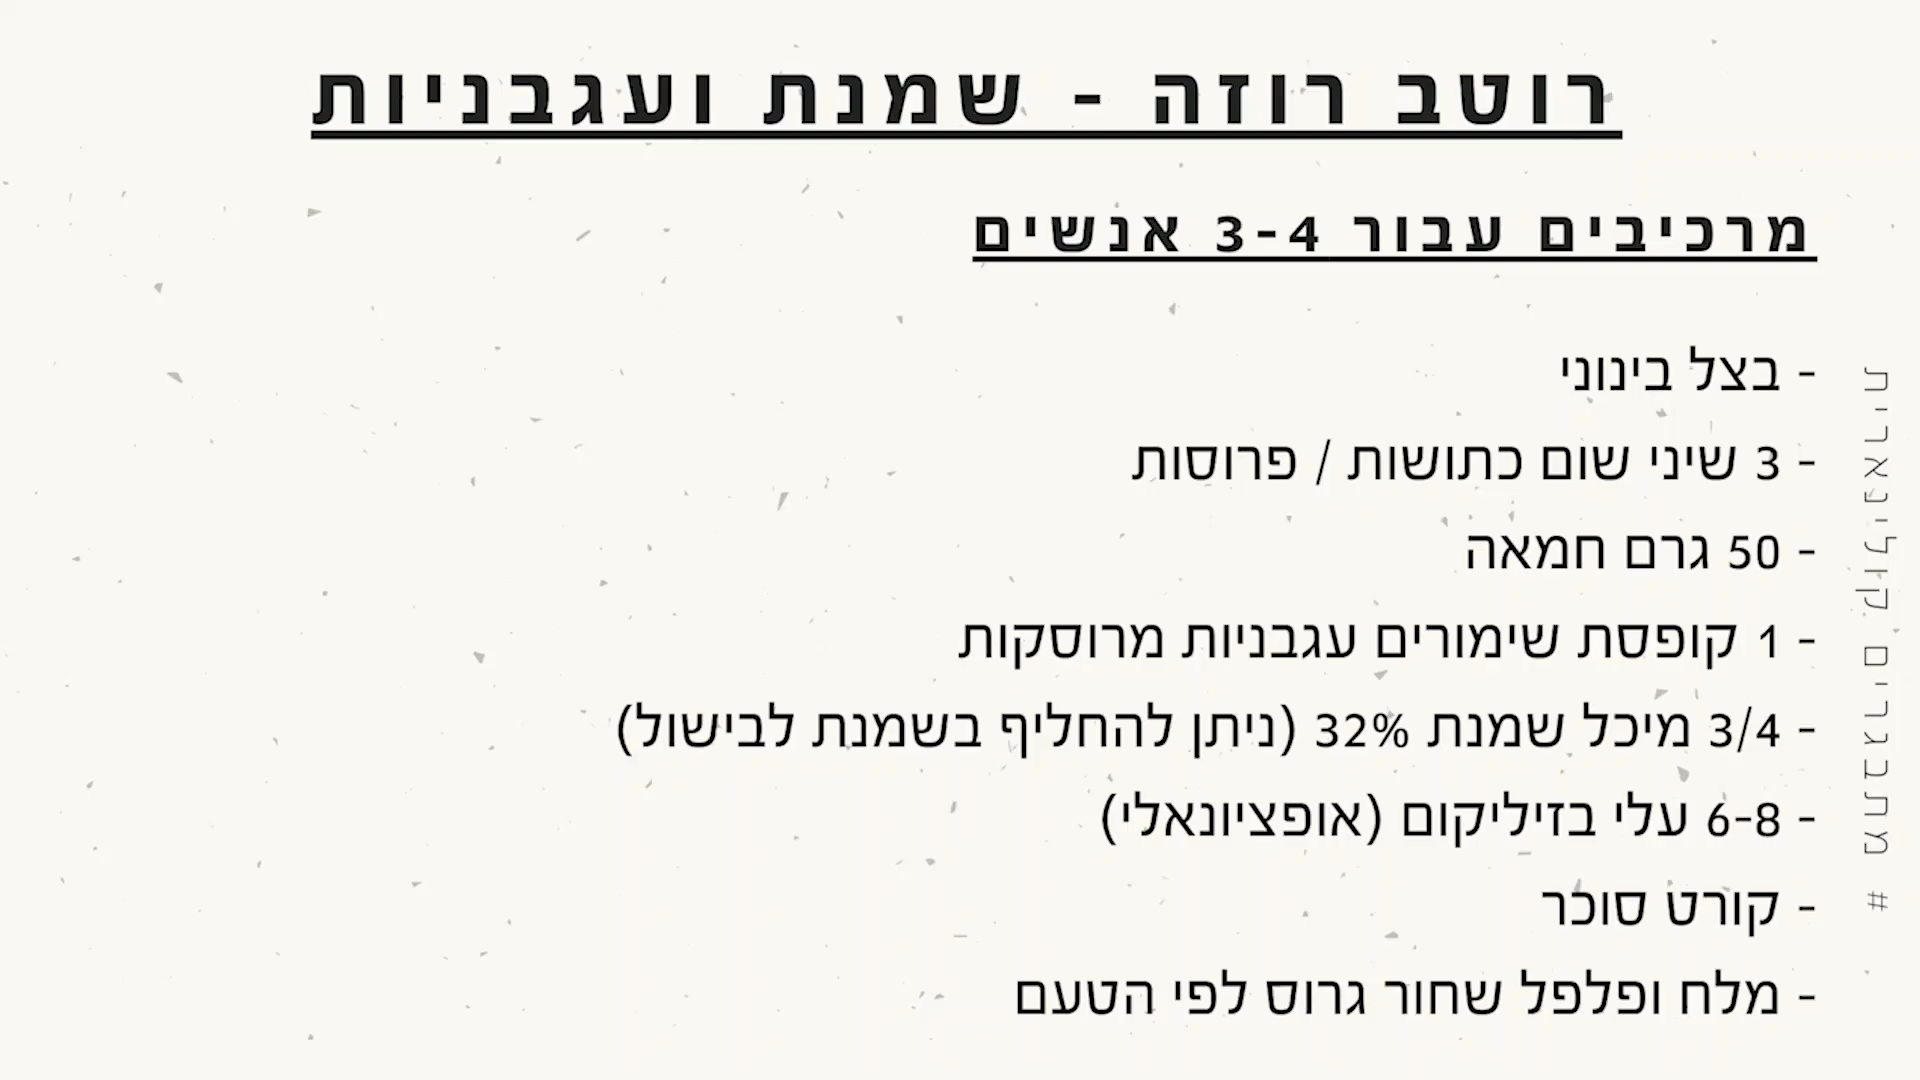 רוטב רוזה - שמנת ועגבניות
מרכיבים עבור 3-4 אנשים
- בצל בינוני
- 3 שיני שום כתושות / פרוסות
- 50 גרם חמאה
- 1 קופסת שימורים עגבניות מרוסקות
- 3/4 מיכל שמנת 32% (ניתן להחליף בשמנת לבישול)
- 6-8 עלי בזיליקום (אופציונאלי)
- קורט סוכר
- מלח ופלפל שחור גרוס לפי הטעם
# מתבגרים קולינארית